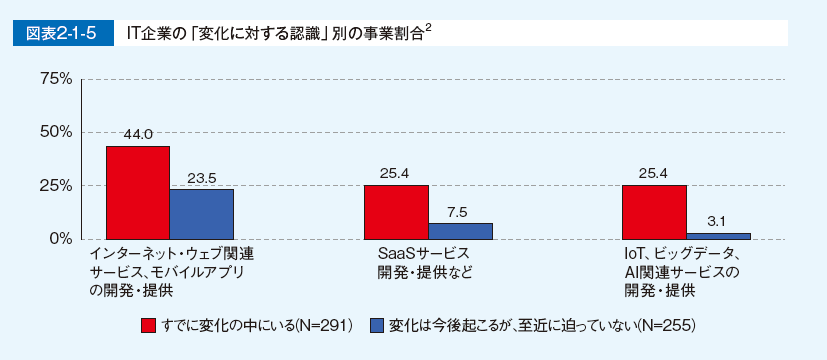 図表2-1-5 IT企業の「変化に対する認識」別の事業割合2
75%
50%
25%
0%
44.0
23.5
25.4
7.5
25.4
3.1
インターネット・ウェブ関連
サービス、モバイルアプリ
の開発・提供
SaaSサービス
開発・提供など
IoT、ビッグデータ、
AI関連サービスの
開発・提供
すでに変化の中にいる(N=291) 変化は今後起こるが、至近に迫っていない(N=255)